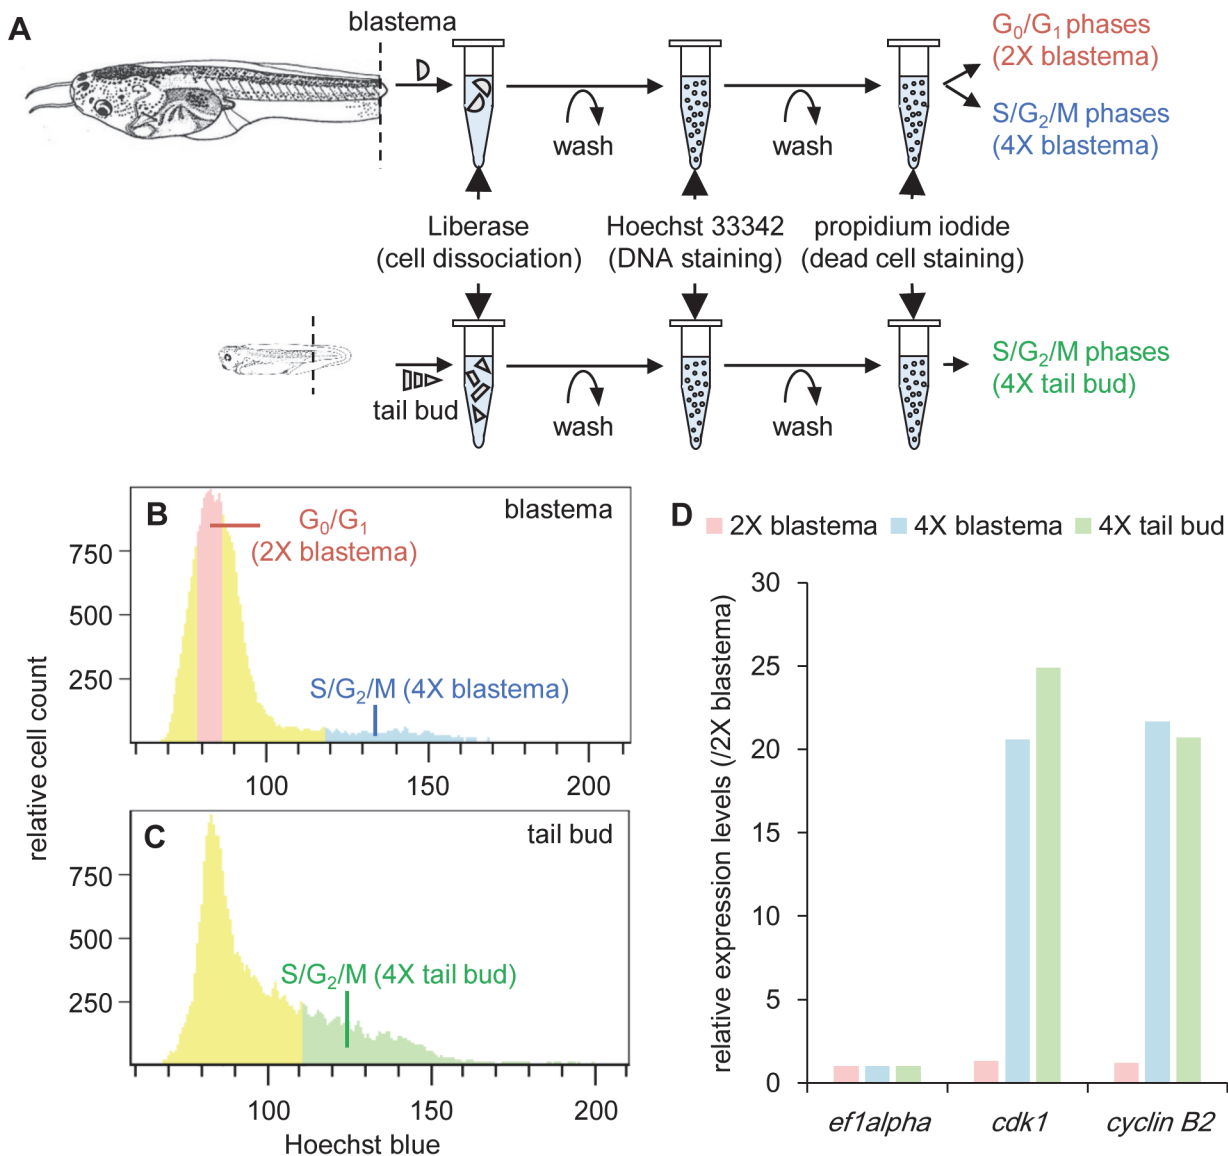 A
blastema
G0/G1 phases
(2X blastema)
S/G2/M phases
(4X blastema)
wash
wash
Liberase
(cell dissociation)
Hoechst 33342
(DNA staining)
propidium iodide
(dead cell staining)
tail bud
wash
wash
S/G2/M phases
(4X tail bud)
B
blastema
G0/G1
(2X blastema)
S/G2/M (4X blastema)
750
500
250
100
150
200
relative cell count
C
tail bud
S/G2/M (4X tail bud)
750
500
250
100
150
200
Hoechst blue
D
2X blastema
4X blastema
4X tail bud
relative expression levels (/2X blastema)
30
25
20
15
10
5
0
ef1alpha
cdk1
cyclin B2